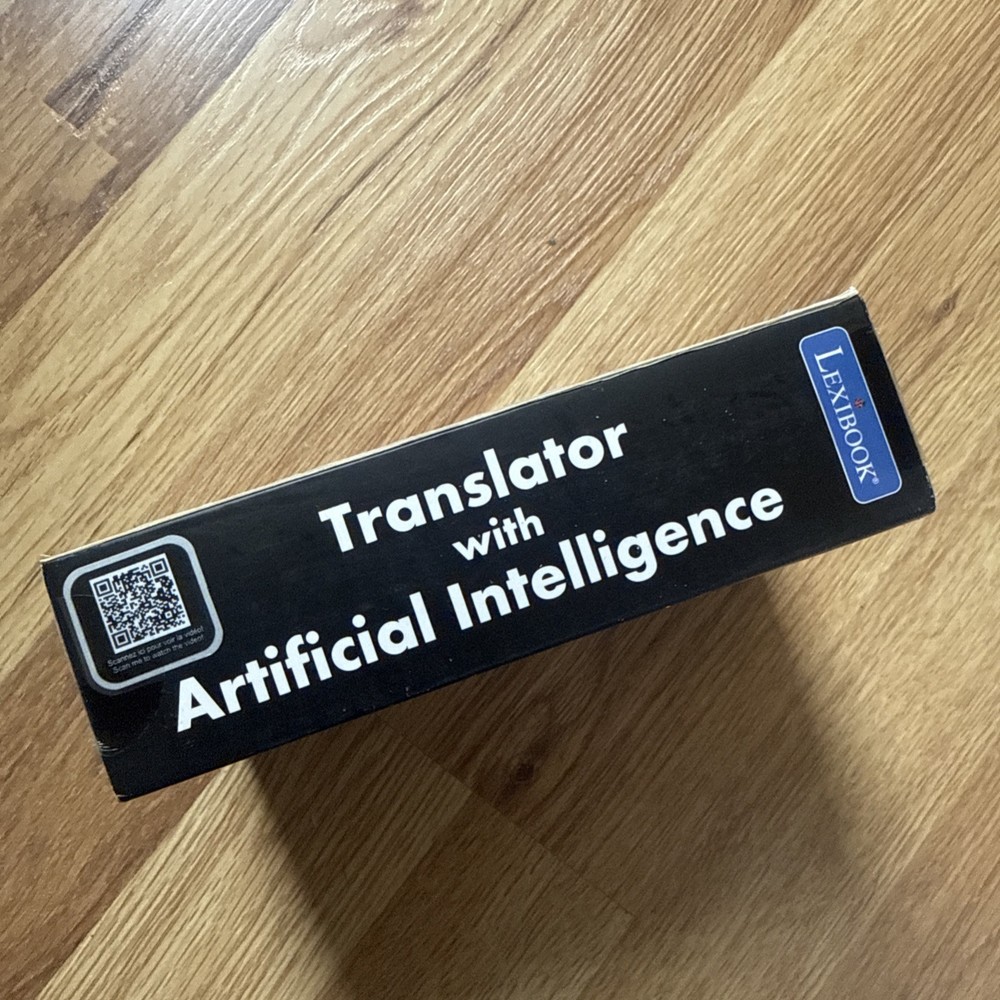 Translator
with
Artificial Intelligence
LEXIBOOK®
Scannez ici pour voir la vidéo!
Scan me to watch the video!